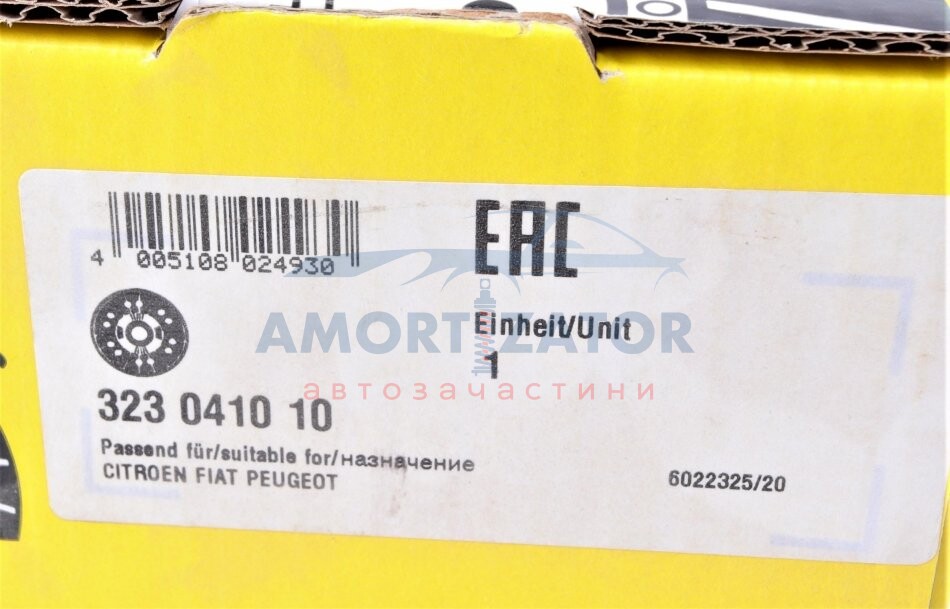 EAC
4 005108 024930
Einheit/Unit
1
AMORTIZATOR
автозачастини
323 0410 10
Passend für/suitable for/назначение
CITROEN FIAT PEUGEOT
6022325/20